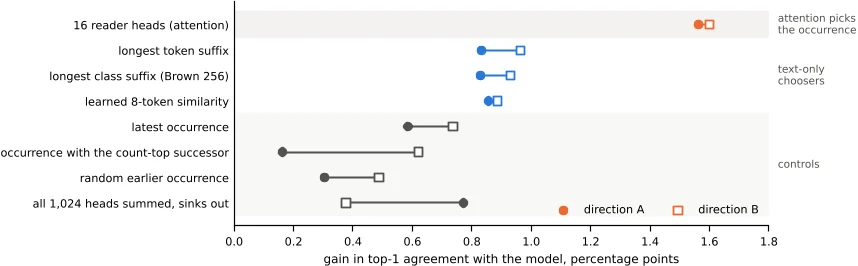 16 reader heads (attention)
attention picks
the occurrence
longest token suffix
longest class suffix (Brown 256)
text-only
choosers
learned 8-token similarity
latest occurrence
occurrence with the count-top successor
controls
random earlier occurrence
all 1,024 heads summed, sinks out
direction A
direction B
0.0 0.2 0.4 0.6 0.8 1.0 1.2 1.4 1.6 1.8
gain in top-1 agreement with the model, percentage points